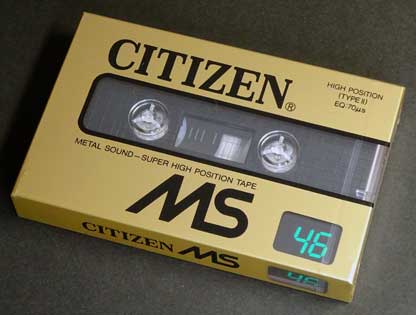 CITIZEN®
HIGH POSITION
(TYPE II)
EQ: 70μs
METAL SOUND – SUPER HIGH POSITION TAPE
MS
46
CITIZEN MS
46